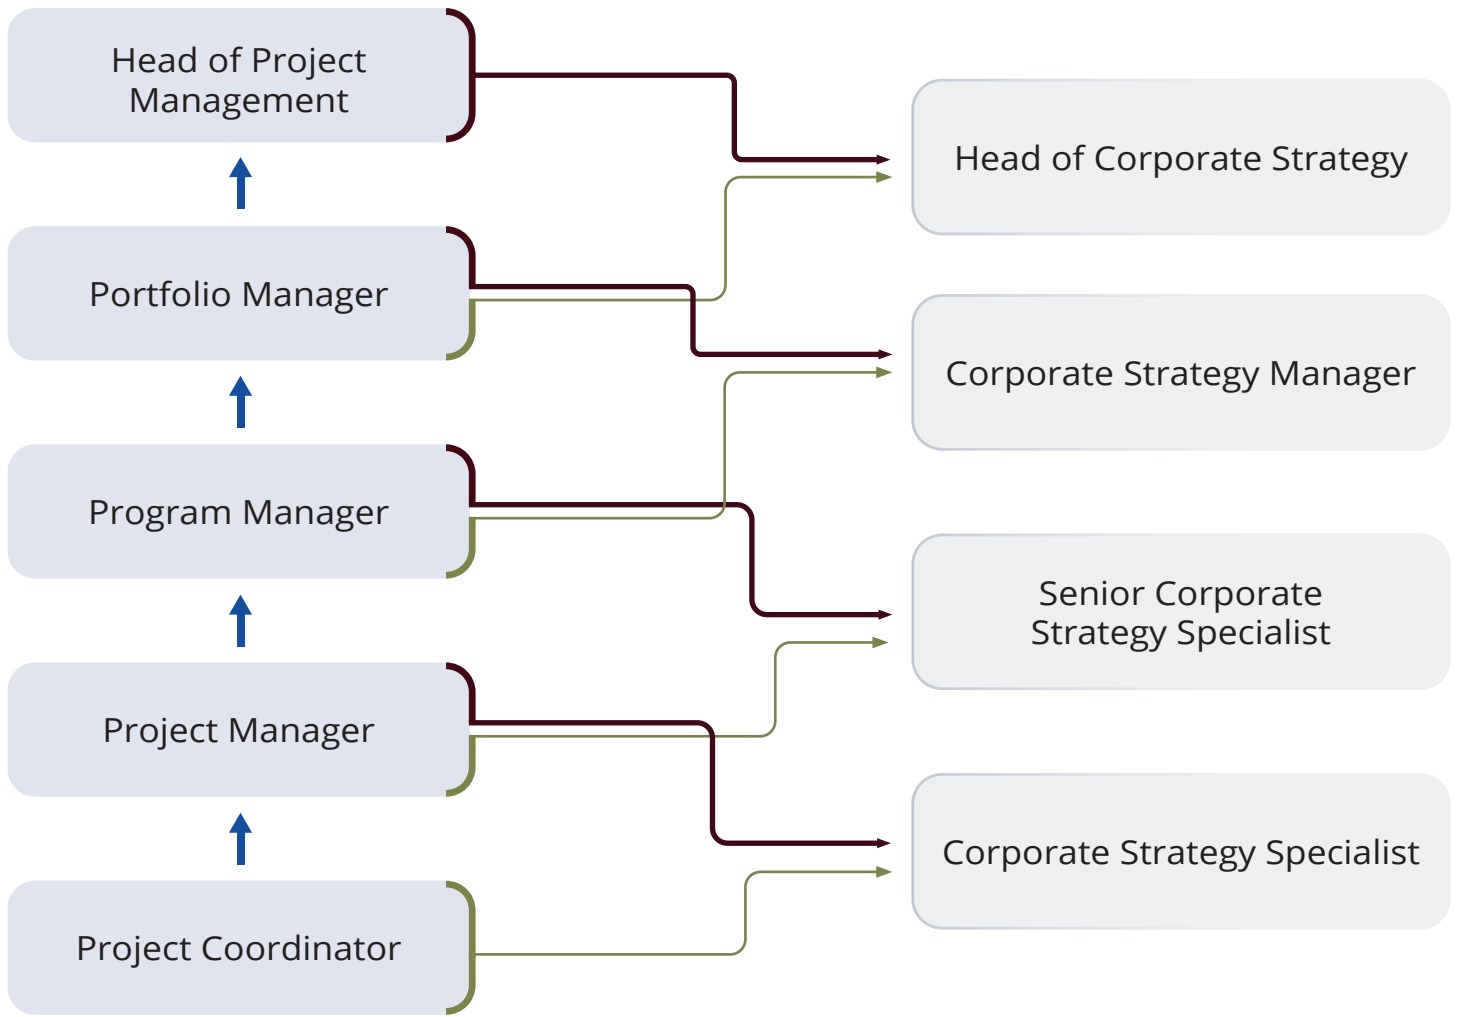 Head of Project
Management
Portfolio Manager
Program Manager
Project Manager
Project Coordinator
Head of Corporate Strategy
Corporate Strategy Manager
Senior Corporate
Strategy Specialist
Corporate Strategy Specialist